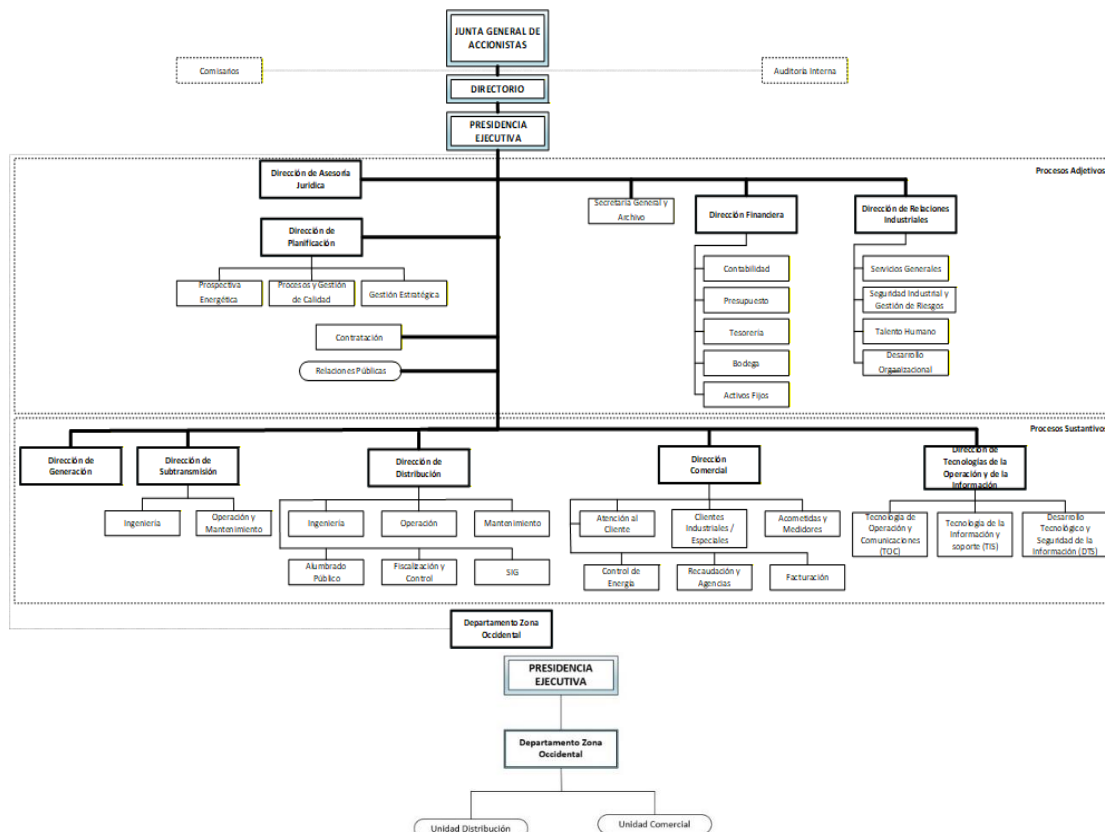 JUNTA GENERAL DE
ACCIONISTAS
Comisarios
Auditoría Interna
DIRECTORIO
PRESIDENCIA
EJECUTIVA
Procesos Adjetivos
Dirección de Asesoría
Jurídica
Secretaría General y
Archivo
Dirección Financiera
Dirección de Relaciones
Industriales
Dirección de
Planificación
Prospectiva
Energética
Procesos y Gestión
de Calidad
Gestión Estratégica
Contabilidad
Presupuesto
Tesorería
Bodega
Activos Fijos
Servicios Generales
Seguridad Industrial y
Gestión de Riesgos
Talento Humano
Desarrollo
Organizacional
Contratación
Relaciones Públicas
Procesos Sustantivos
Dirección de
Generación
Dirección de
Subtransmisión
Dirección de
Distribución
Dirección
Comercial
Dirección de
Tecnologías de la
Operación y de la
Información
Ingeniería
Operación y
Mantenimiento
Ingeniería
Operación
Mantenimiento
Alumbrado
Público
Fiscalización y
Control
SIG
Atención al
Cliente
Clientes
Industriales /
Especiales
Acometidas y
Medidores
Control de
Energía
Recaudación y
Agencias
Facturación
Tecnología de
Operación y
Comunicaciones
(TOC)
Tecnología de la
Información y
soporte (TIS)
Desarrollo
Tecnológico y
Seguridad de la
Información (DTS)
Departamento Zona
Occidental
PRESIDENCIA
EJECUTIVA
Departamento Zona
Occidental
Unidad Distribución
Unidad Comercial